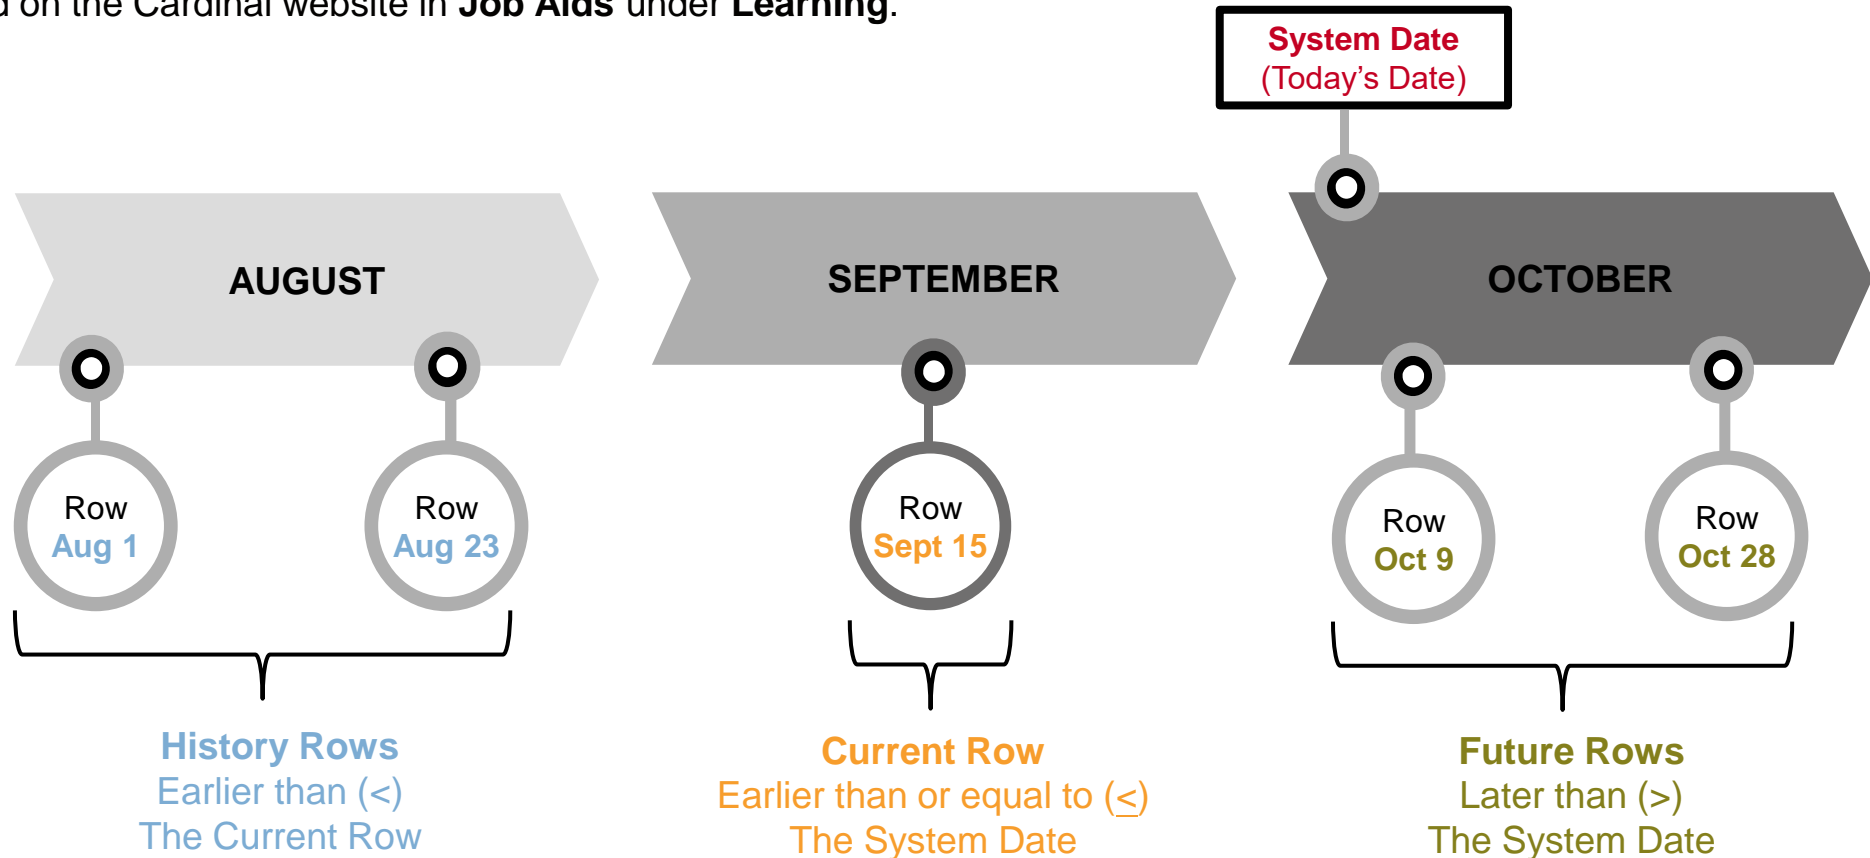 on the Cardinal website in Job Aids under Learning.
System Date
(Today's Date)
AUGUST
SEPTEMBER
OCTOBER
Row
Aug 1
Row
Aug 23
Row
Sept 15
Row
Oct 9
Row
Oct 28
History Rows
Earlier than (<)
The Current Row
Current Row
Earlier than or equal to (≤)
The System Date
Future Rows
Later than (>)
The System Date